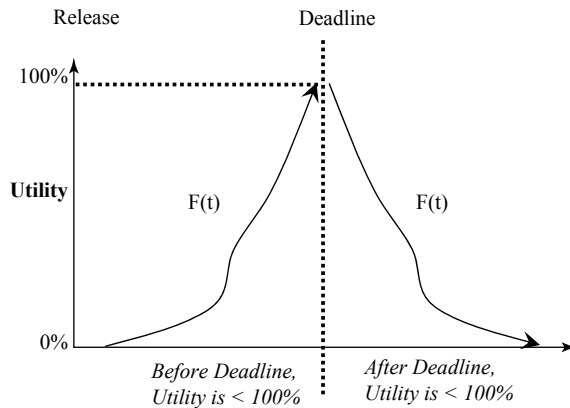 Release
Deadline
100%
Utility
F(t)
F(t)
0%
Before Deadline,
Utility is < 100%
After Deadline,
Utility is < 100%